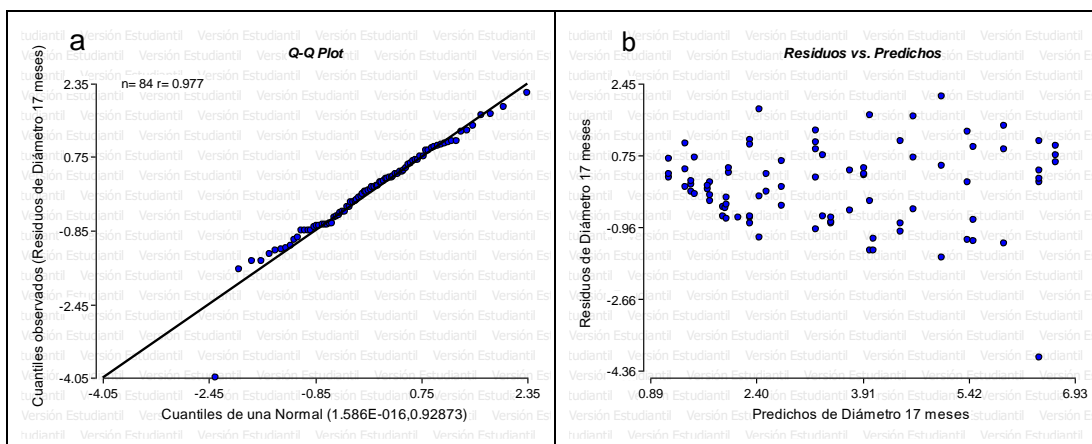 a
Q-Q Plot
n= 84 r= 0.977
Cuantiles observados (Residuos de Diámetro 17 meses)
2.35
0.75
-0.85
-2.45
-4.05
-4.05 -2.45 -0.85 0.75 2.35
Cuantiles de una Normal (1.586E-016,0.92873)
b
Residuos vs. Predichos
Residuos de Diámetro 17 meses
2.45
0.75
-0.96
-2.66
-4.36
0.89 2.40 3.91 5.42 6.93
Predichos de Diámetro 17 meses
Versión Estudiantil